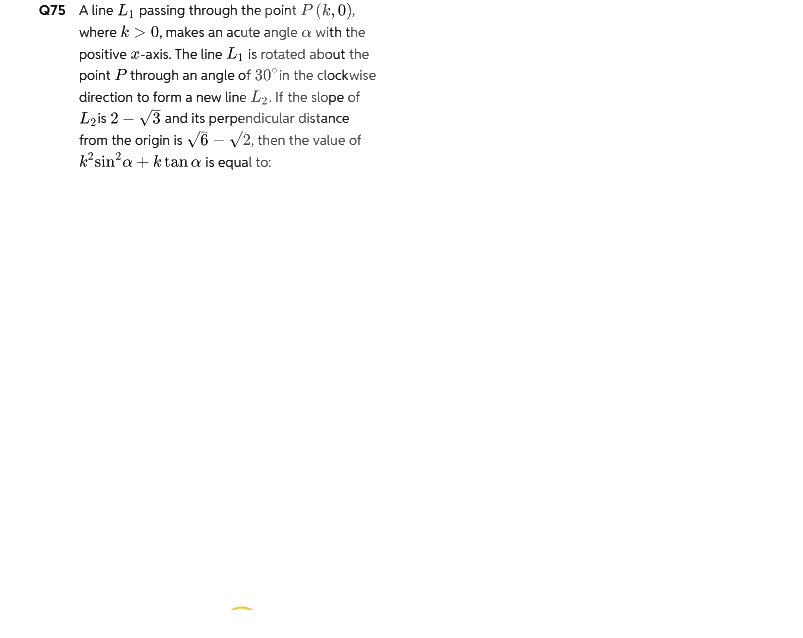 Q75 A line L₁ passing through the point P (k, 0),
where k > 0, makes an acute angle α with the
positive x-axis. The line L₁ is rotated about the
point P through an angle of 30° in the clockwise
direction to form a new line L₂. If the slope of
L₂ is 2 − √3 and its perpendicular distance
from the origin is √6 − √2, then the value of
k² sin² α + k tan α is equal to: